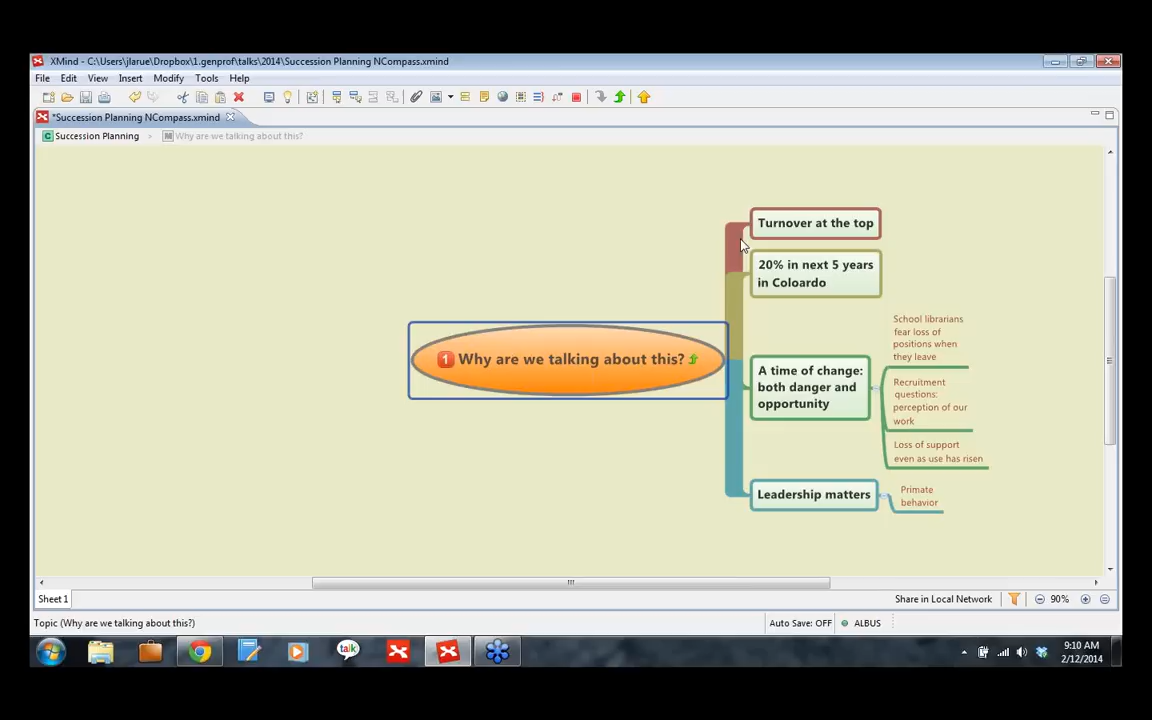 XMind - C:\Users\jlarue\Dropbox\1.genprof\talks\2014\Succession Planning NCompass.xmind
File Edit View Insert Modify Tools Help
*Succession Planning NCompass.xmind
Succession Planning Why are we talking about this?
Turnover at the top
20% in next 5 years
in Coloardo
1 Why are we talking about this?
A time of change:
both danger and
opportunity
School librarians
fear loss of
positions when
they leave
Recruitment
questions:
perception of our
work
Loss of support
even as use has risen
Leadership matters
Primate
behavior
Sheet 1
Share in Local Network 90%
Topic (Why are we talking about this?)
Auto Save: OFF ALBUS
talk
9:10 AM
2/12/2014